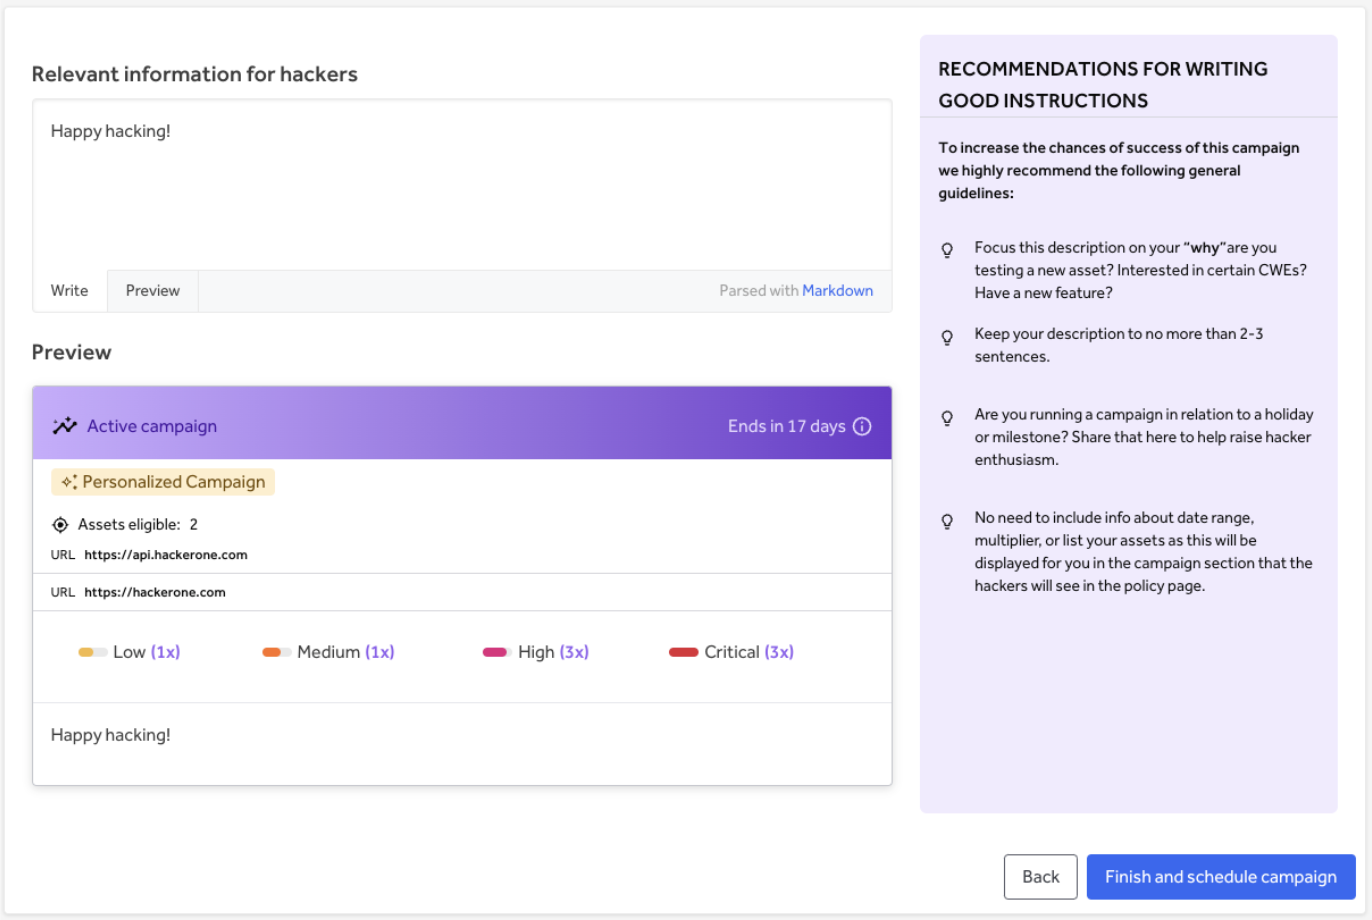 Relevant information for hackers
Happy hacking!
Write
Preview
Parsed with Markdown
Preview
Active campaign
Ends in 17 days
Personalized Campaign
Assets eligible: 2
URL https://api.hackerone.com
URL https://hackerone.com
Low (1x)
Medium (1x)
High (3x)
Critical (3x)
Happy hacking!
RECOMMENDATIONS FOR WRITING
GOOD INSTRUCTIONS
To increase the chances of success of this campaign
we highly recommend the following general
guidelines:
Focus this description on your “why”are you
testing a new asset? Interested in certain CWEs?
Have a new feature?
Keep your description to no more than 2-3
sentences.
Are you running a campaign in relation to a holiday
or milestone? Share that here to help raise hacker
enthusiasm.
No need to include info about date range,
multiplier, or list your assets as this will be
displayed for you in the campaign section that the
hackers will see in the policy page.
Back
Finish and schedule campaign